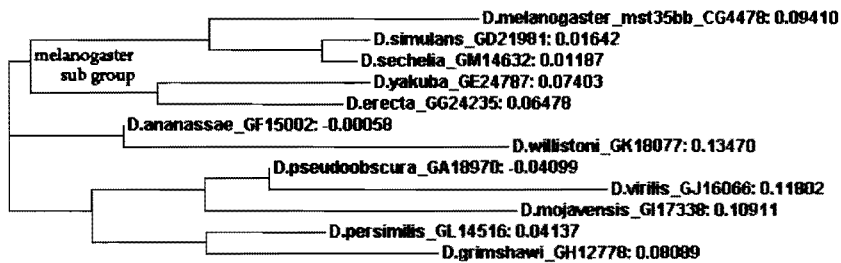 D.melanogaster_mst35bb_CG4478: 0.09410
D.simulans_GD21981: 0.01642
melanogaster
sub group
D.sechelia_GM14632: 0.01187
D.yakuba_GE24787: 0.07403
D.erecta_GG24235: 0.06478
D.ananassae_GF15002: -0.00058
D.willistoni_GK18077: 0.13470
D.pseudoobscura_GA18970: -0.04099
D.virilis_GJ16066: 0.11802
D.mojavensis_GI17338: 0.10911
D.persimilis_GL14516: 0.04137
D.grimshawi_GH12778: 0.08089